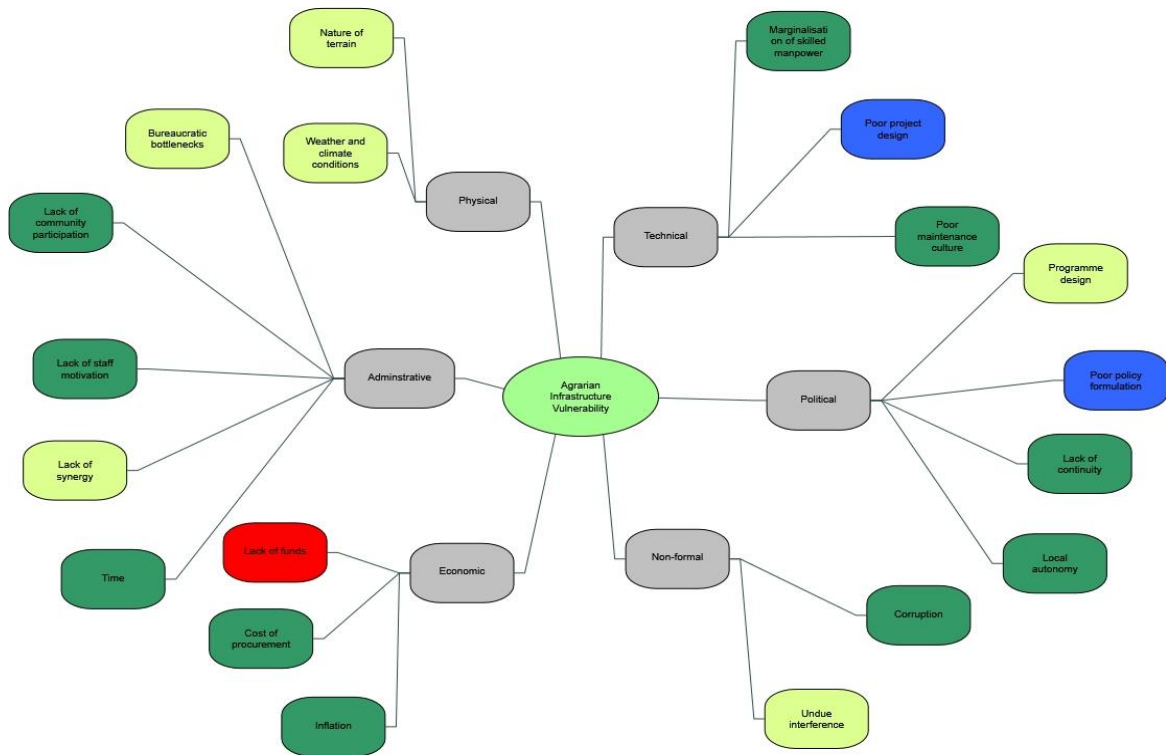 Nature of
terrain
Marginalisati
on of skilled
manpower
Bureaucratic
bottlenecks
Weather and
climate
conditions
Poor project
design
Physical
Technical
Lack of
community
participation
Poor
maintenance
culture
Programme
design
Lack of staff
motivation
Adminstrative
Agrarian
Infrastructure
Vulnerability
Political
Poor policy
formulation
Lack of
synergy
Lack of
continuity
Lack of funds
Economic
Non-formal
Time
Local
autonomy
Cost of
procurement
Corruption
Inflation
Undue
interference